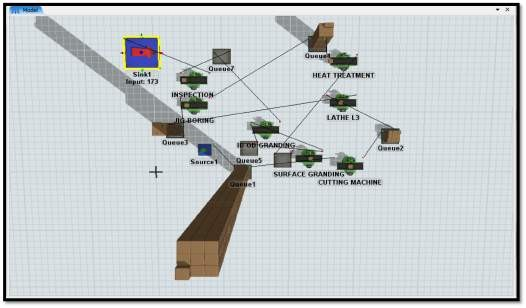 Model
Sink1
Input: 173
Queue7
Queue4
HEAT TREATMENT
INSPECTION
JIG BORING
LATHE L3
Queue3
ID OD GRANDING
Queue2
Source1
Queue5
SURFACE GRANDING
CUTTING MACHINE
Queue1